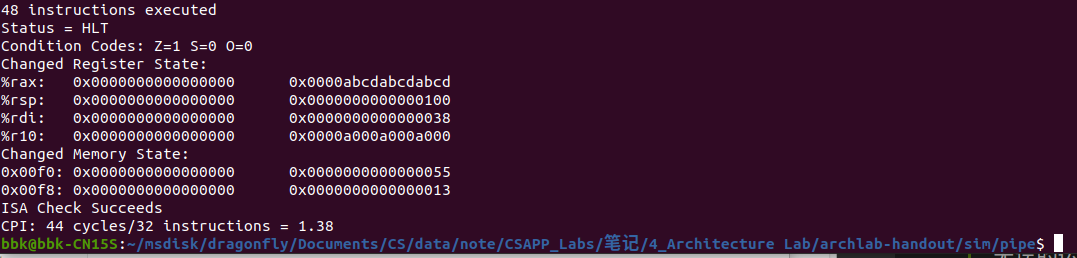 48 instructions executed
Status = HLT
Condition Codes: Z=1 S=0 O=0
Changed Register State:
%rax: 0x0000000000000000 0x0000abcdabcdabcd
%rsp: 0x0000000000000000 0x0000000000000100
%rdi: 0x0000000000000000 0x0000000000000038
%r10: 0x0000000000000000 0x0000a000a000a000
Changed Memory State:
0x00f0: 0x0000000000000000 0x0000000000000055
0x00f8: 0x0000000000000000 0x0000000000000013
ISA Check Succeeds
CPI: 44 cycles/32 instructions = 1.38
bbk@bbk-CN15S:~/msdisk/dragonfly/Documents/CS/data/note/CSAPP_Labs/笔记/4_Architecture Lab/archlab-handout/sim/pipe$